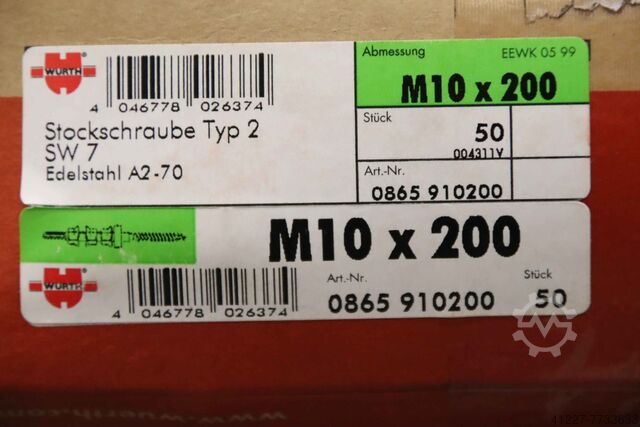 WÜRTH
4 046778 026374
Stockschraube Typ 2
SW 7
Edelstahl A2-70
Abmessung EEWK 05 99
M10 x 200
Stück 50
004311V
Art.-Nr.
0865 910200
M10 x 200
WÜRTH
4 046778 026374
Art.-Nr. Stück
0865 910200 50